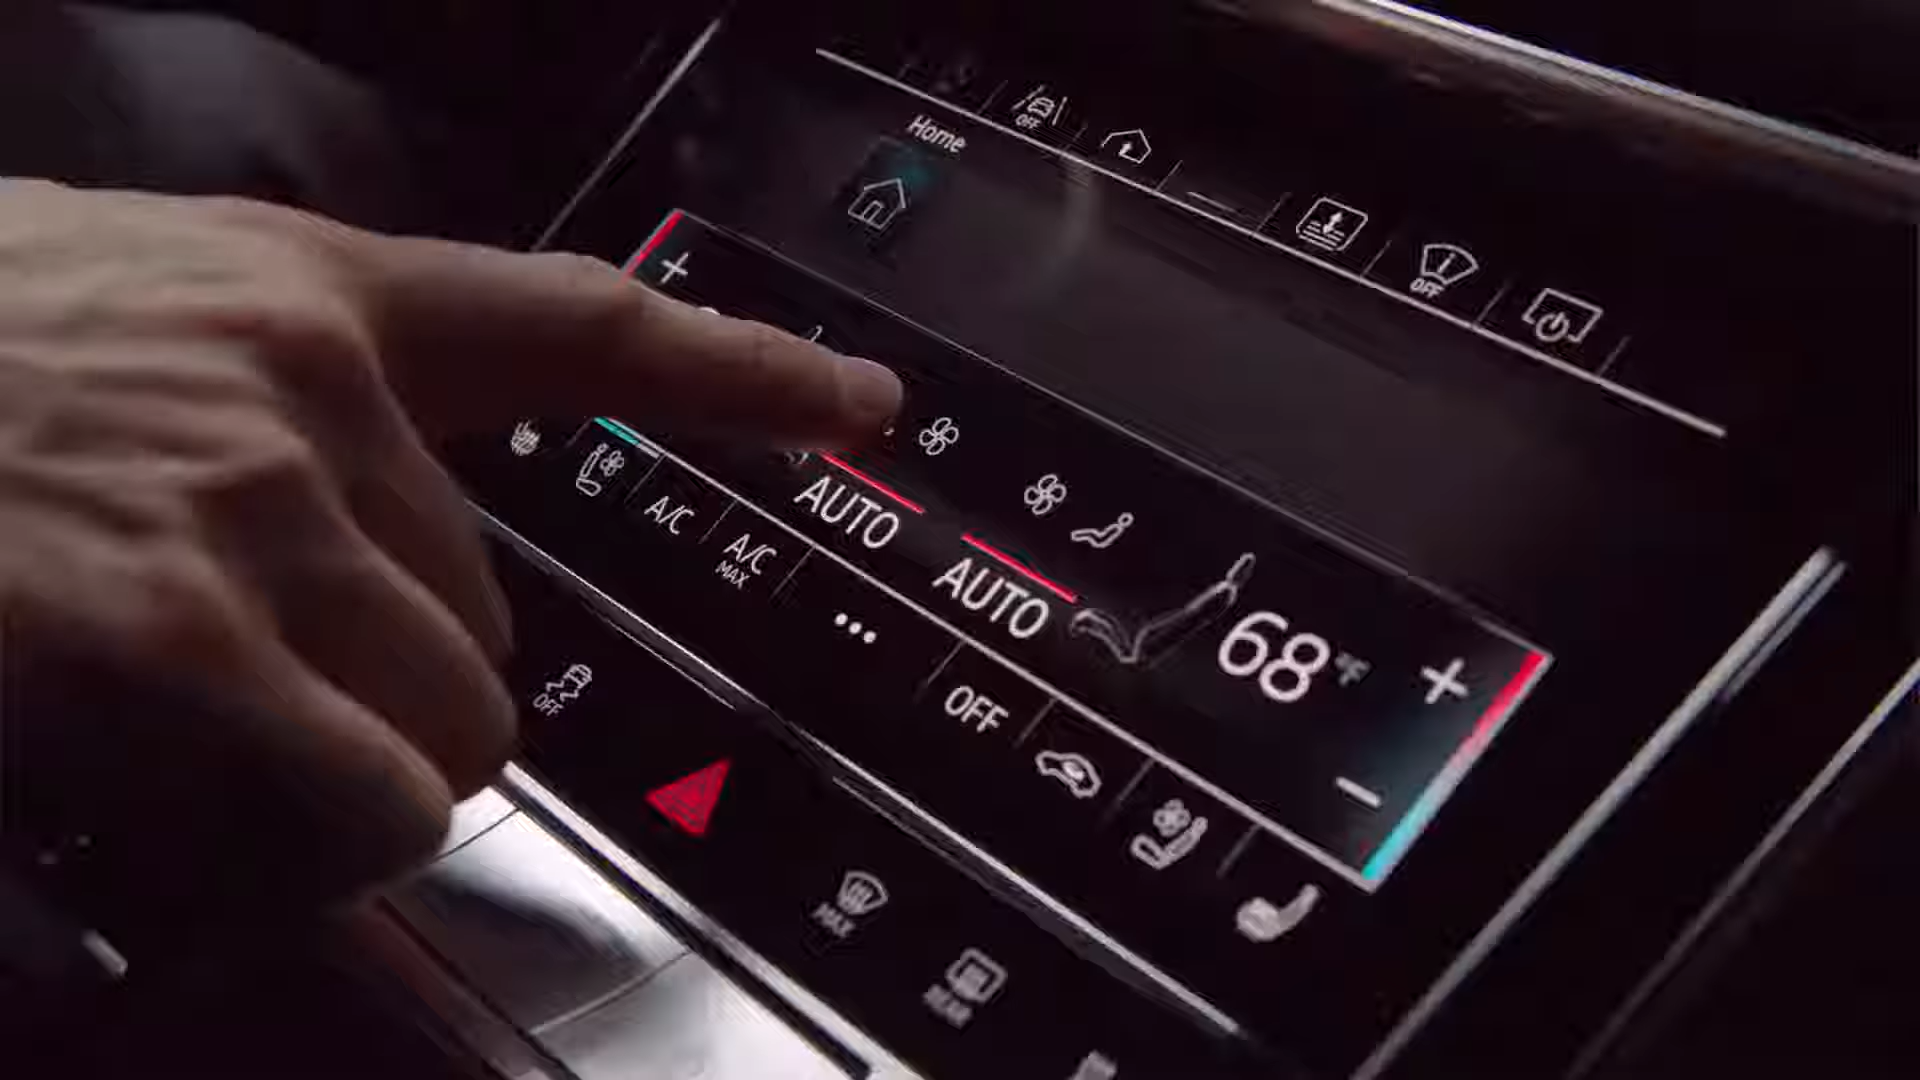 OFF
Home
OFF
AUTO
AUTO
68 °F
A/C
A/C
MAX
OFF
OFF
MAX
REAR